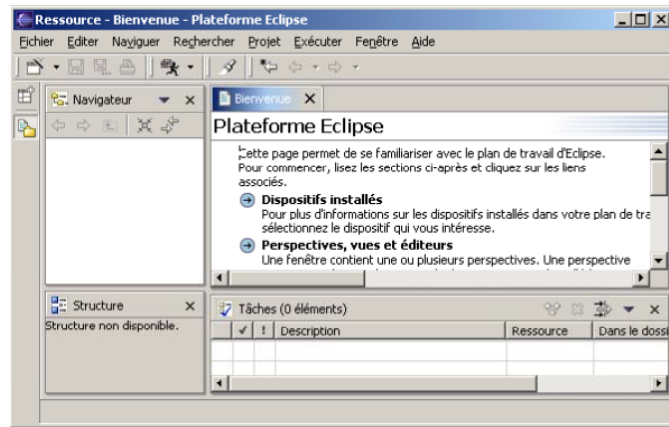 Ressource - Bienvenue - Plateforme Eclipse
Fichier Editer Naviguer Rechercher Projet Exécuter Fenêtre Aide
Navigateur
Bienvenue
Plateforme Eclipse
Cette page permet de se familiariser avec le plan de travail d'Eclipse.
Pour commencer, lisez les sections ci-après et cliquez sur les liens
associés.
Dispositifs installés
Pour plus d'informations sur les dispositifs installés dans votre plan de tra
sélectionnez le dispositif qui vous intéresse.
Perspectives, vues et éditeurs
Une fenêtre contient une ou plusieurs perspectives. Une perspective
Structure
Structure non disponible.
Tâches (0 éléments)
! Description Ressource Dans le dossi